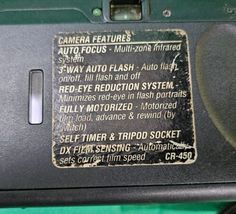 CAMERA FEATURES
AUTO FOCUS - Multi-zone infrared
system
3-WAY AUTO FLASH - Auto flash,
on/off, fill flash and off
RED-EYE REDUCTION SYSTEM -
Minimizes red-eye in flash portraits
FULLY MOTORIZED - Motorized
film load, advance & rewind (by
switch)
SELF TIMER & TRIPOD SOCKET
DX FILM SENSING - Automatically
sets correct film speed CR-450